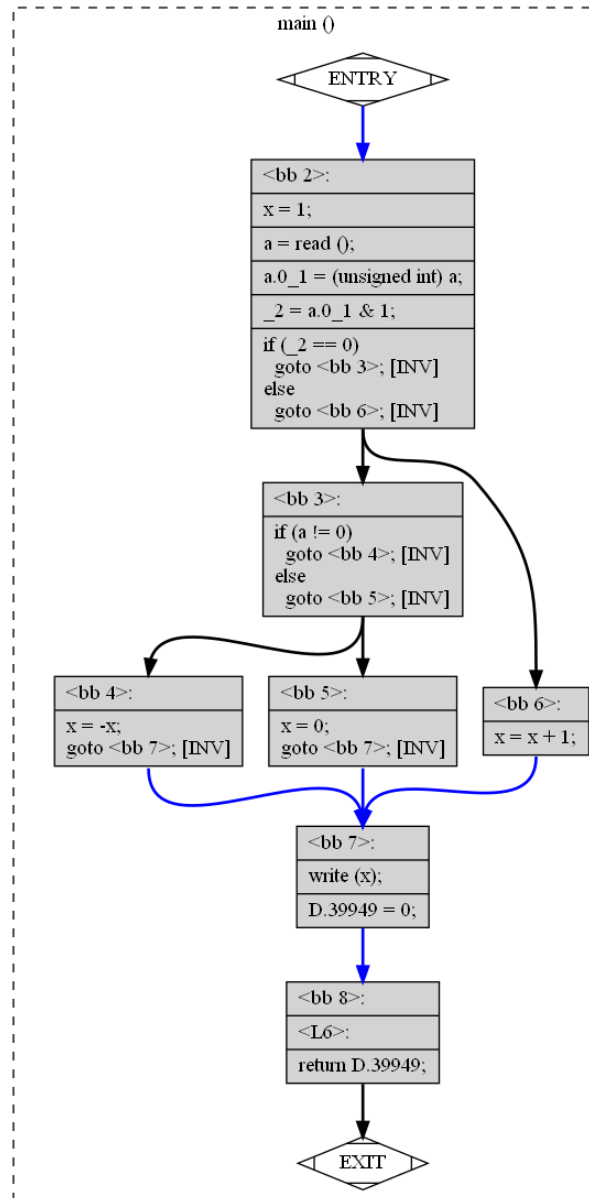 main ()
ENTRY
<bb 2>:
x = 1;
a = read ();
a.0_1 = (unsigned int) a;
_2 = a.0_1 & 1;
if (_2 == 0)
goto <bb 3>; [INV]
else
goto <bb 6>; [INV]
<bb 3>:
if (a != 0)
goto <bb 4>; [INV]
else
goto <bb 5>; [INV]
<bb 4>:
x = -x;
goto <bb 7>; [INV]
<bb 5>:
x = 0;
goto <bb 7>; [INV]
<bb 6>:
x = x + 1;
<bb 7>:
write (x);
D.39949 = 0;
<bb 8>:
<L6>:
return D.39949;
EXIT